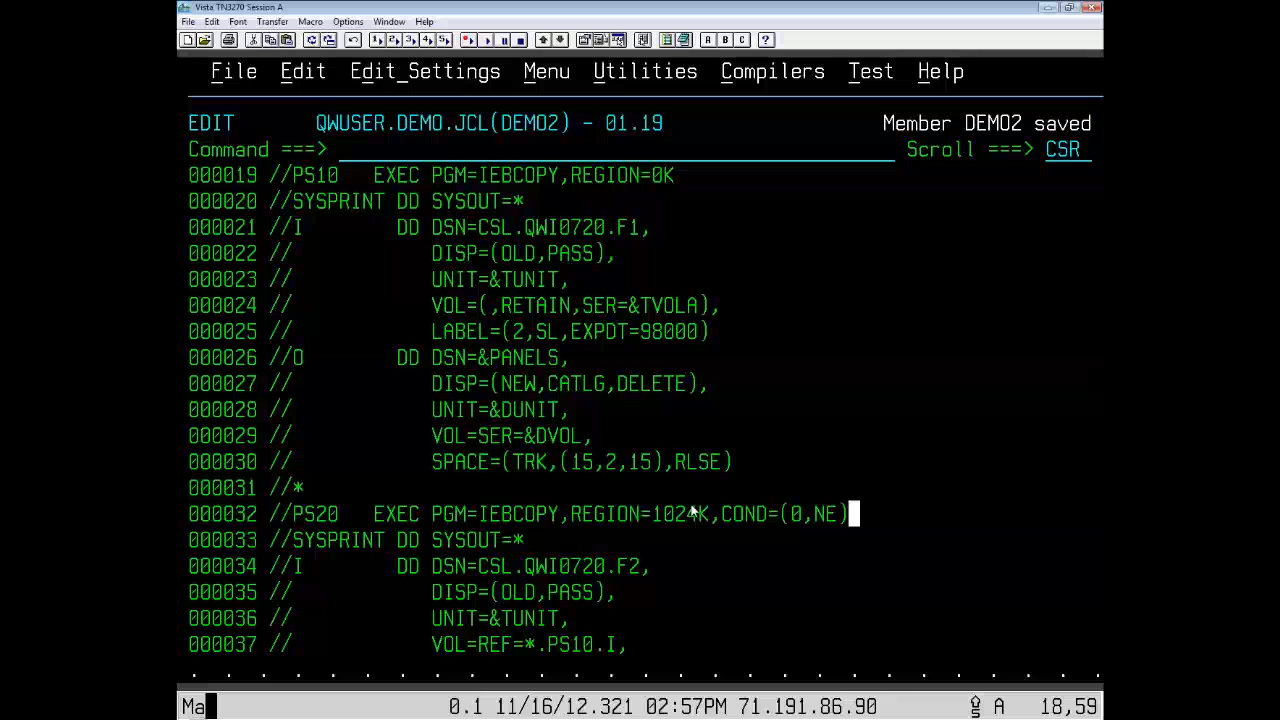 Vista TN3270 Session A
File Edit Font Transfer Macro Options Window Help
1 2 3 4 5 A B C ?
File Edit Edit_Settings Menu Utilities Compilers Test Help
EDIT QWUSER.DEMO.JCL(DEMO2) - 01.19 Member DEMO2 saved
Command ===> Scroll ===> CSR
000019 //PS10 EXEC PGM=IEBCOPY,REGION=0K
000020 //SYSPRINT DD SYSOUT=*
000021 //I DD DSN=CSL.QWI0720.F1,
000022 // DISP=(OLD,PASS),
000023 // UNIT=&TUNIT,
000024 // VOL=(,RETAIN,SER=&TVOLA),
000025 // LABEL=(2,SL,EXPDT=98000)
000026 //O DD DSN=&PANELS,
000027 // DISP=(NEW,CATLG,DELETE),
000028 // UNIT=&DUNIT,
000029 // VOL=SER=&DVOL,
000030 // SPACE=(TRK,(15,2,15),RLSE)
000031 //*
000032 //PS20 EXEC PGM=IEBCOPY,REGION=1024K,COND=(0,NE)
000033 //SYSPRINT DD SYSOUT=*
000034 //I DD DSN=CSL.QWI0720.F2,
000035 // DISP=(OLD,PASS),
000036 // UNIT=&TUNIT,
000037 // VOL=REF=*.PS10.I,
Ma 0.1 11/16/12.321 02:57PM 71.191.86.90 A 18,59